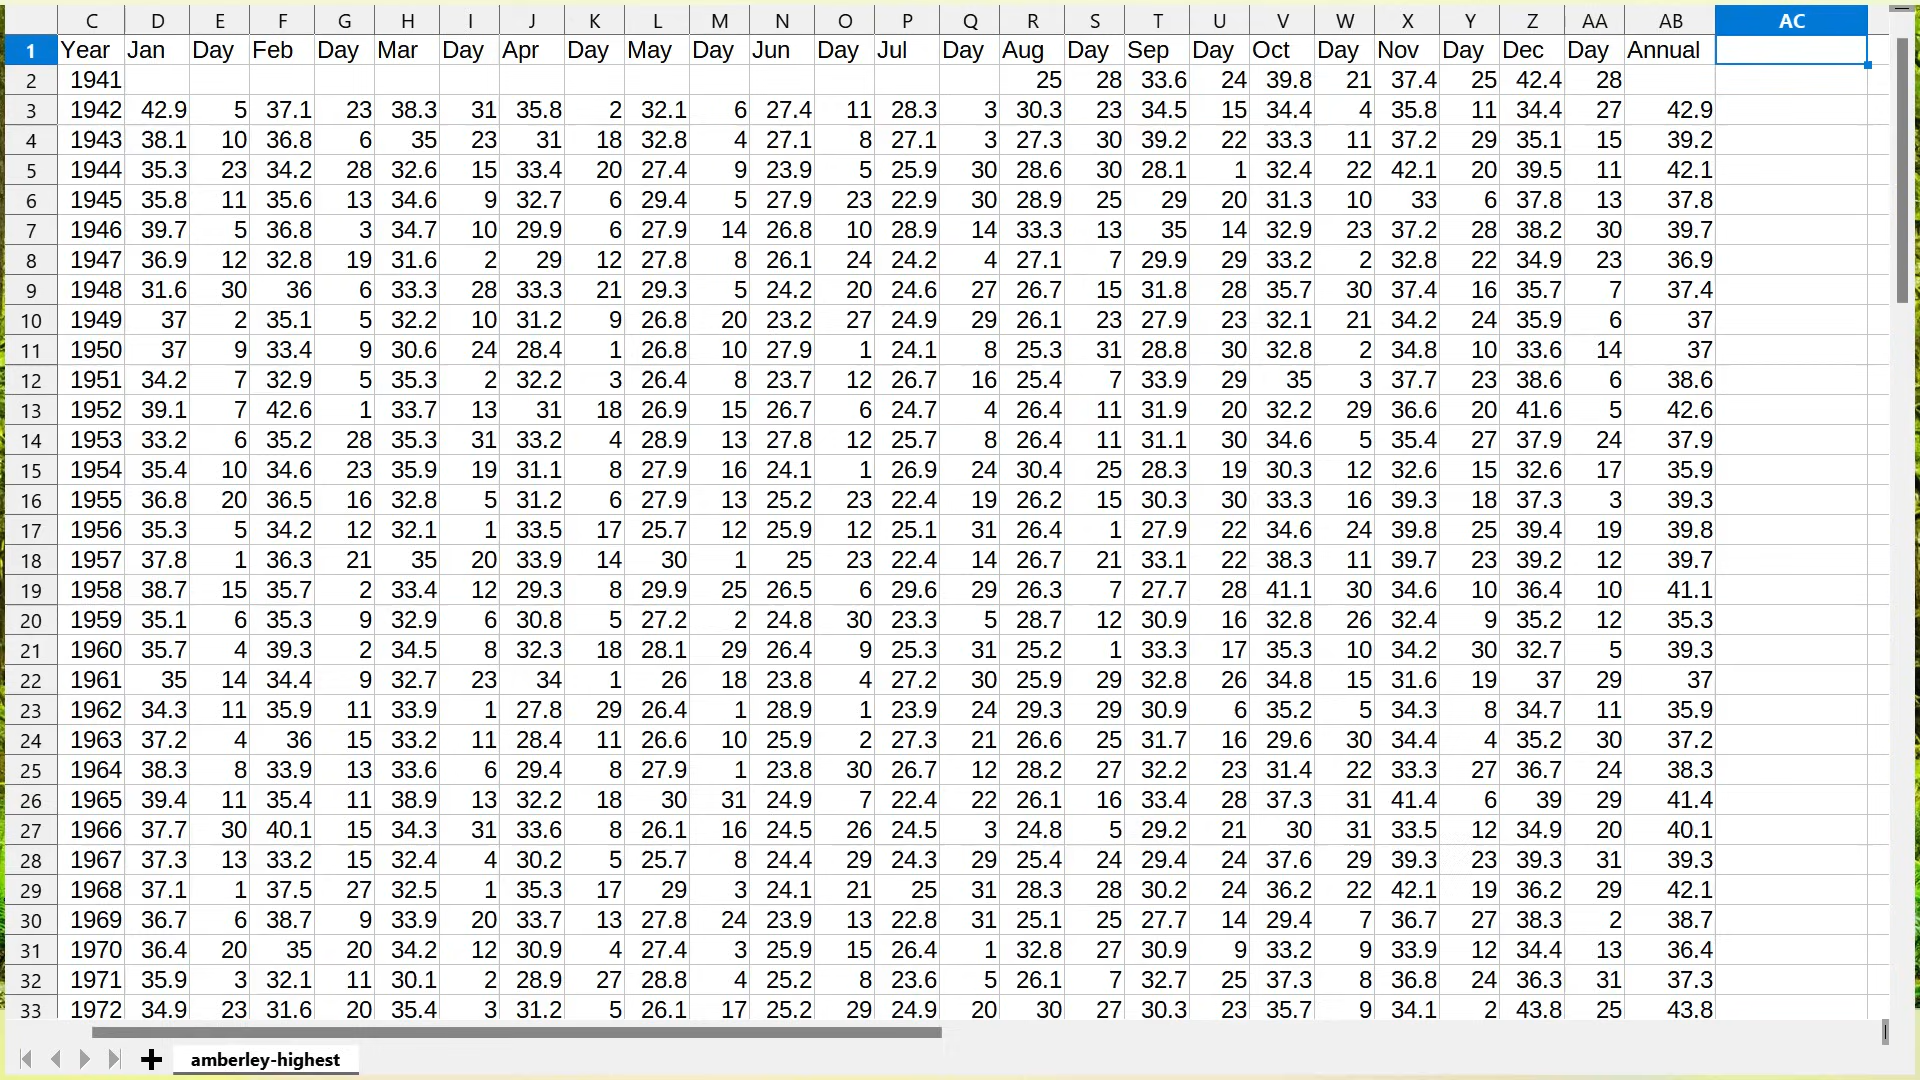 C D E F G H I J K L M N O P Q R S T U V W X Y Z AA AB AC
1 Year Jan Day Feb Day Mar Day Apr Day May Day Jun Day Jul Day Aug Day Sep Day Oct Day Nov Day Dec Day Annual
2 1941 25 28 33.6 24 39.8 21 37.4 25 42.4 28
3 1942 42.9 5 37.1 23 38.3 31 35.8 2 32.1 6 27.4 11 28.3 3 30.3 23 34.5 15 34.4 4 35.8 11 34.4 27 42.9
4 1943 38.1 10 36.8 6 35 23 31 18 32.8 4 27.1 8 27.1 3 27.3 30 39.2 22 33.3 11 37.2 29 35.1 15 39.2
5 1944 35.3 23 34.2 28 32.6 15 33.4 20 27.4 9 23.9 5 25.9 30 28.6 30 28.1 1 32.4 22 42.1 20 39.5 11 42.1
6 1945 35.8 11 35.6 13 34.6 9 32.7 6 29.4 5 27.9 23 22.9 30 28.9 25 29 20 31.3 10 33 6 37.8 13 37.8
7 1946 39.7 5 36.8 3 34.7 10 29.9 6 27.9 14 26.8 10 28.9 14 33.3 13 35 14 32.9 23 37.2 28 38.2 30 39.7
8 1947 36.9 12 32.8 19 31.6 2 29 12 27.8 8 26.1 24 24.2 4 27.1 7 29.9 29 33.2 2 32.8 22 34.9 23 36.9
9 1948 31.6 30 36 6 33.3 28 33.3 21 29.3 5 24.2 20 24.6 27 26.7 15 31.8 28 35.7 30 37.4 16 35.7 7 37.4
10 1949 37 2 35.1 5 32.2 10 31.2 9 26.8 20 23.2 27 24.9 29 26.1 23 27.9 23 32.1 21 34.2 24 35.9 6 37
11 1950 37 9 33.4 9 30.6 24 28.4 1 26.8 10 27.9 1 24.1 8 25.3 31 28.8 30 32.8 2 34.8 10 33.6 14 37
12 1951 34.2 7 32.9 5 35.3 2 32.2 3 26.4 8 23.7 12 26.7 16 25.4 7 33.9 29 35 3 37.7 23 38.6 6 38.6
13 1952 39.1 7 42.6 1 33.7 13 31 18 26.9 15 26.7 6 24.7 4 26.4 11 31.9 20 32.2 29 36.6 20 41.6 5 42.6
14 1953 33.2 6 35.2 28 35.3 31 33.2 4 28.9 13 27.8 12 25.7 8 26.4 11 31.1 30 34.6 5 35.4 27 37.9 24 37.9
15 1954 35.4 10 34.6 23 35.9 19 31.1 8 27.9 16 24.1 1 26.9 24 30.4 25 28.3 19 30.3 12 32.6 15 32.6 17 35.9
16 1955 36.8 20 36.5 16 32.8 5 31.2 6 27.9 13 25.2 23 22.4 19 26.2 15 30.3 30 33.3 16 39.3 18 37.3 3 39.3
17 1956 35.3 5 34.2 12 32.1 1 33.5 17 25.7 12 25.9 12 25.1 31 26.4 1 27.9 22 34.6 24 39.8 25 39.4 19 39.8
18 1957 37.8 1 36.3 21 35 20 33.9 14 30 1 25 23 22.4 14 26.7 21 33.1 22 38.3 11 39.7 23 39.2 12 39.7
19 1958 38.7 15 35.7 2 33.4 12 29.3 8 29.9 25 26.5 6 29.6 29 26.3 7 27.7 28 41.1 30 34.6 10 36.4 10 41.1
20 1959 35.1 6 35.3 9 32.9 6 30.8 5 27.2 2 24.8 30 23.3 5 28.7 12 30.9 16 32.8 26 32.4 9 35.2 12 35.3
21 1960 35.7 4 39.3 2 34.5 8 32.3 18 28.1 29 26.4 9 25.3 31 25.2 1 33.3 17 35.3 10 34.2 30 32.7 5 39.3
22 1961 35 14 34.4 9 32.7 23 34 1 26 18 23.8 4 27.2 30 25.9 29 32.8 26 34.8 15 31.6 19 37 29 37
23 1962 34.3 11 35.9 11 33.9 1 27.8 29 26.4 1 28.9 1 23.9 24 29.3 29 30.9 6 35.2 5 34.3 8 34.7 11 35.9
24 1963 37.2 4 36 15 33.2 11 28.4 11 26.6 10 25.9 2 27.3 21 26.6 25 31.7 16 29.6 30 34.4 4 35.2 30 37.2
25 1964 38.3 8 33.9 13 33.6 6 29.4 8 27.9 1 23.8 30 26.7 12 28.2 27 32.2 23 31.4 22 33.3 27 36.7 24 38.3
26 1965 39.4 11 35.4 11 38.9 13 32.2 18 30 31 24.9 7 22.4 22 26.1 16 33.4 28 37.3 31 41.4 6 39 29 41.4
27 1966 37.7 30 40.1 15 34.3 31 33.6 8 26.1 16 24.5 26 24.5 3 24.8 5 29.2 21 30 31 33.5 12 34.9 20 40.1
28 1967 37.3 13 33.2 15 32.4 4 30.2 5 25.7 8 24.4 29 24.3 29 25.4 24 29.4 24 37.6 29 39.3 23 39.3 31 39.3
29 1968 37.1 1 37.5 27 32.5 1 35.3 17 29 3 24.1 21 25 31 28.3 28 30.2 24 36.2 22 42.1 19 36.2 29 42.1
30 1969 36.7 6 38.7 9 33.9 20 33.7 13 27.8 24 23.9 13 22.8 31 25.1 25 27.7 14 29.4 7 36.7 27 38.3 2 38.7
31 1970 36.4 20 35 20 34.2 12 30.9 4 27.4 3 25.9 15 26.4 1 32.8 27 30.9 9 33.2 9 33.9 12 34.4 13 36.4
32 1971 35.9 3 32.1 11 30.1 2 28.9 27 28.8 4 25.2 8 23.6 5 26.1 7 32.7 25 37.3 8 36.8 24 36.3 31 37.3
33 1972 34.9 23 31.6 20 35.4 3 31.2 5 26.1 17 25.2 29 24.9 20 30 27 30.3 23 35.7 9 34.1 2 43.8 25 43.8
amberley-highest